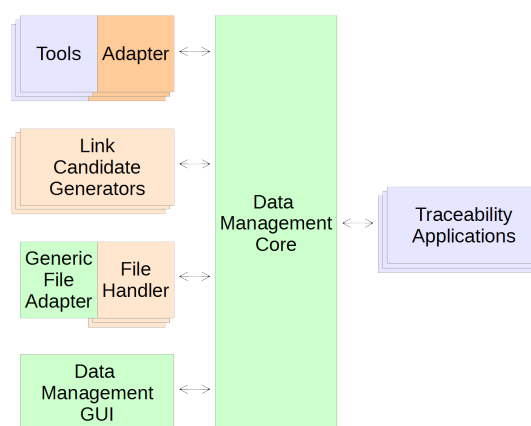 Tools
Adapter
Link
Candidate
Generators
Generic
File
Adapter
File
Handler
Data
Management
GUI
Data
Management
Core
Traceability
Applications